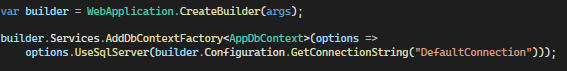 var builder = WebApplication.CreateBuilder(args);
builder.Services.AddDbContextFactory<AppDbContext>(options =>
options.UseSqlServer(builder.Configuration.GetConnectionString("DefaultConnection")));